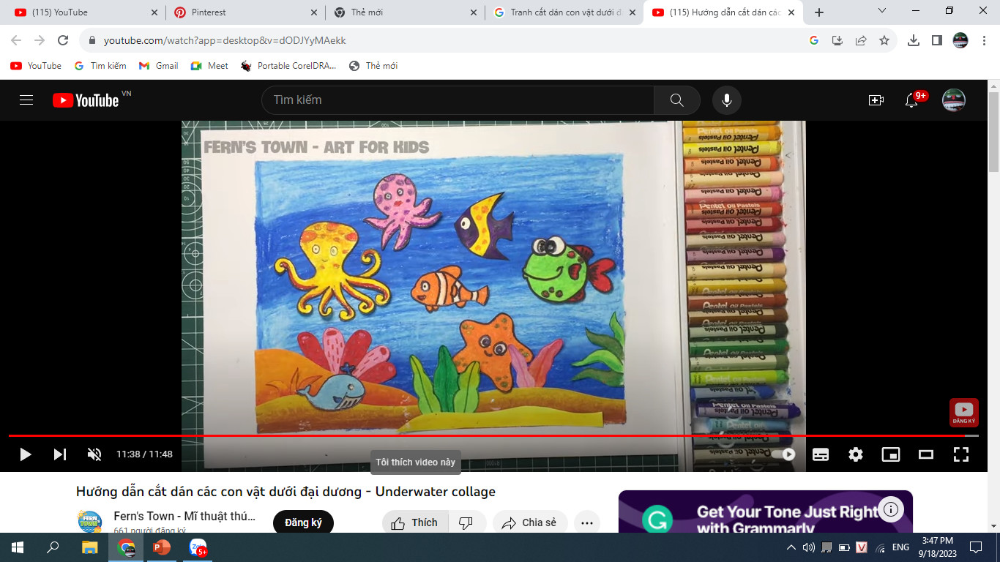 (115) YouTube
Pinterest
Thẻ mới
Tranh cắt dán con vật dưới đ
(115) Hướng dẫn cắt dán các
youtube.com/watch?app=desktop&v=dODJYyMAekk
YouTube
Tìm kiếm
Gmail
Meet
Portable CorelDRA...
Thẻ mới
YouTube VN
Tìm kiếm
9+
FERN'S TOWN - ART FOR KIDS
Pentel Oil Pastels
ĐĂNG KÝ
11:38 / 11:48
Tôi thích video này
Hướng dẫn cắt dán các con vật dưới đại dương - Underwater collage
FERN TOWN
Fern's Town - Mĩ thuật thú...
661 người đăng ký
Đăng ký
Thích
Chia sẻ
Get Your Tone Just Right
with Grammarly
5+
ENG
3:47 PM
9/18/2023